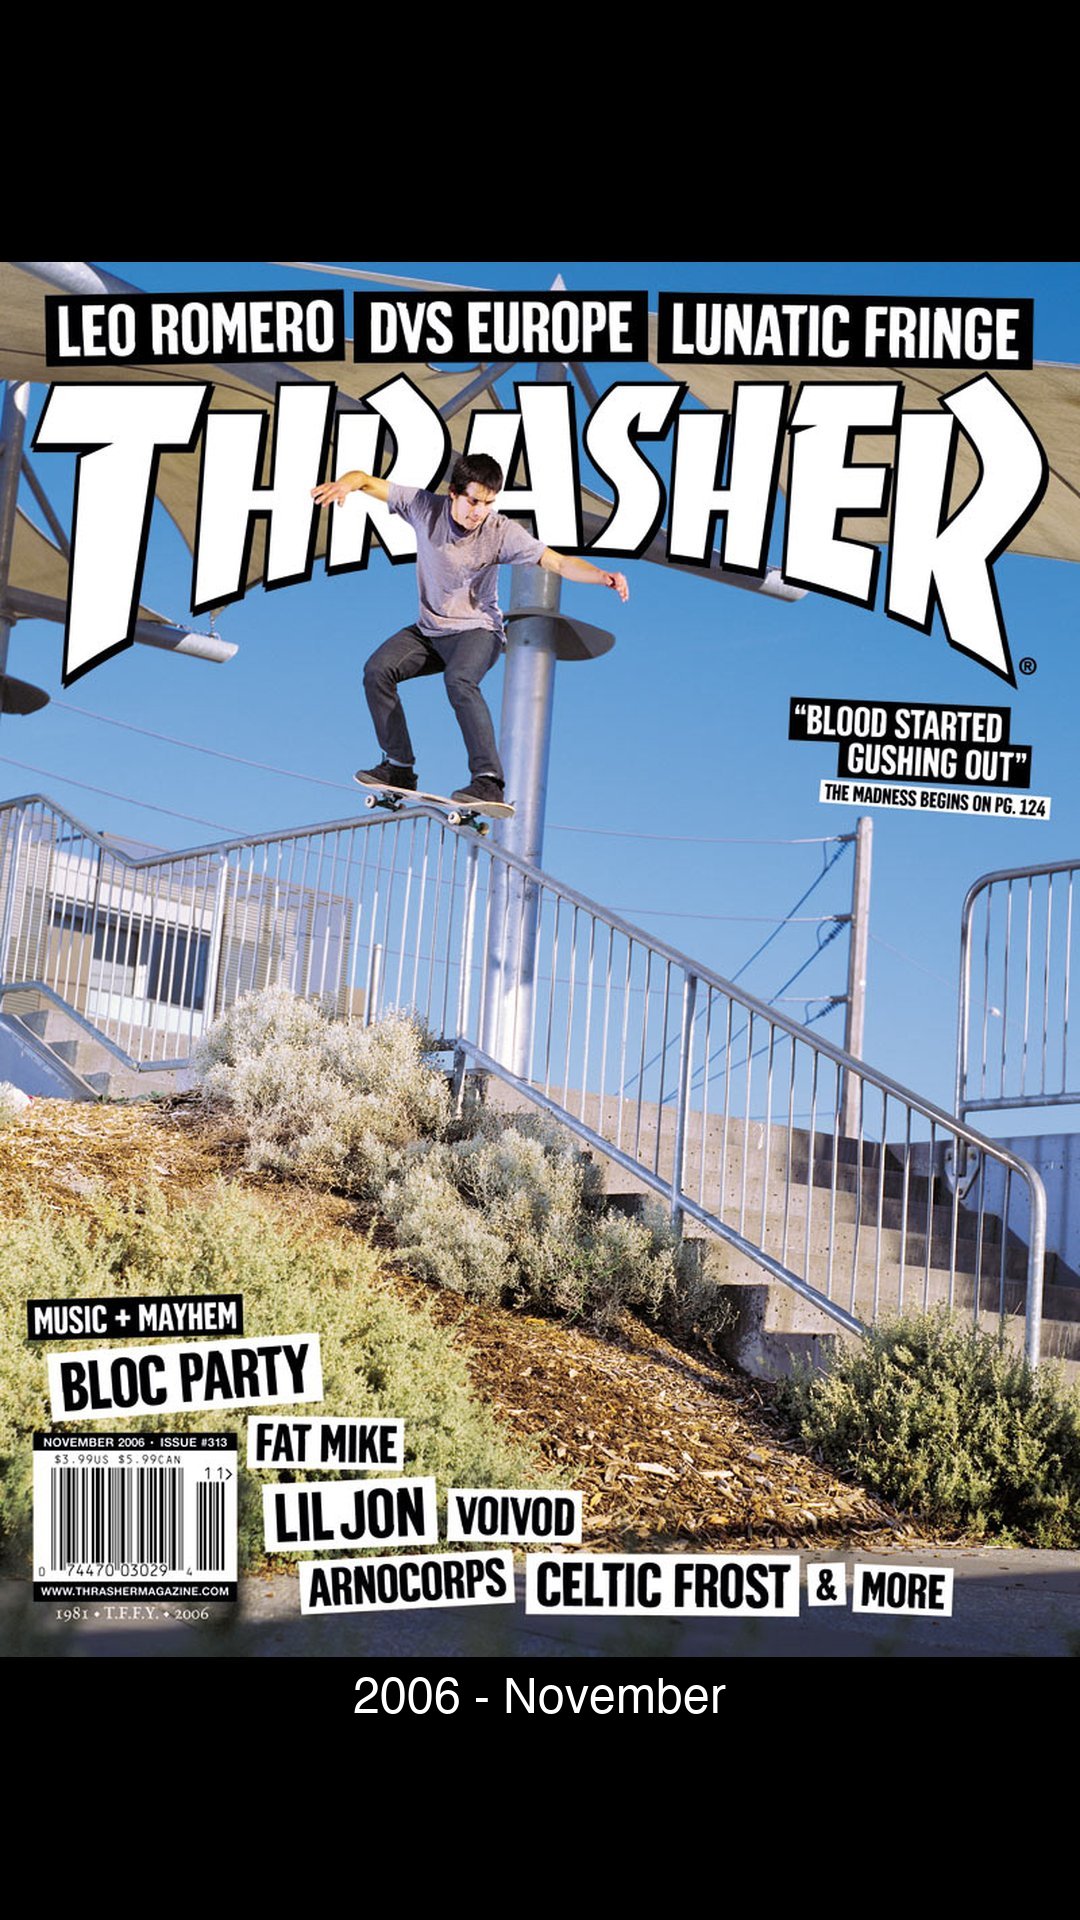 LEO ROMERO DVS EUROPE LUNATIC FRINGE
THRASHER®
“BLOOD STARTED
GUSHING OUT”
THE MADNESS BEGINS ON PG. 124
MUSIC + MAYHEM
BLOC PARTY
FAT MIKE
LIL JON VOIVOD
ARNOCORPS CELTIC FROST & MORE
NOVEMBER 2006 · ISSUE #313
$3.99US $5.99CAN
11>
0 74470 03029 4
WWW.THRASHERMAGAZINE.COM
1981 • T.F.F.Y. • 2006
2006 - November